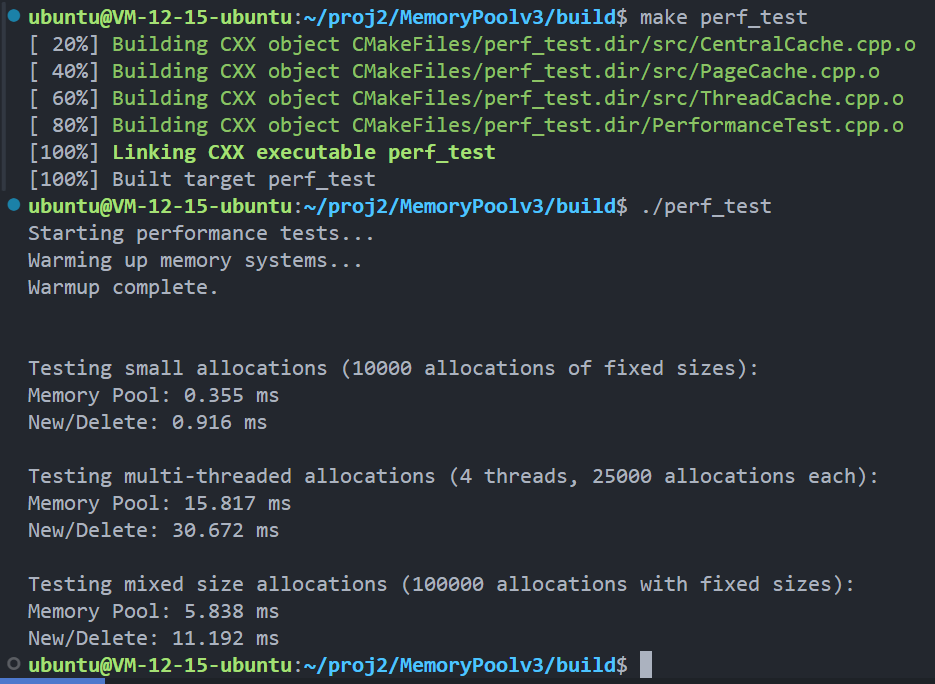 ubuntu@VM-12-15-ubuntu:~/proj2/MemoryPoolv3/build$ make perf_test
[ 20%] Building CXX object CMakeFiles/perf_test.dir/src/CentralCache.cpp.o
[ 40%] Building CXX object CMakeFiles/perf_test.dir/src/PageCache.cpp.o
[ 60%] Building CXX object CMakeFiles/perf_test.dir/src/ThreadCache.cpp.o
[ 80%] Building CXX object CMakeFiles/perf_test.dir/PerformanceTest.cpp.o
[100%] Linking CXX executable perf_test
[100%] Built target perf_test
ubuntu@VM-12-15-ubuntu:~/proj2/MemoryPoolv3/build$ ./perf_test
Starting performance tests...
Warming up memory systems...
Warmup complete.
Testing small allocations (10000 allocations of fixed sizes):
Memory Pool: 0.355 ms
New/Delete: 0.916 ms
Testing multi-threaded allocations (4 threads, 25000 allocations each):
Memory Pool: 15.817 ms
New/Delete: 30.672 ms
Testing mixed size allocations (100000 allocations with fixed sizes):
Memory Pool: 5.838 ms
New/Delete: 11.192 ms
ubuntu@VM-12-15-ubuntu:~/proj2/MemoryPoolv3/build$